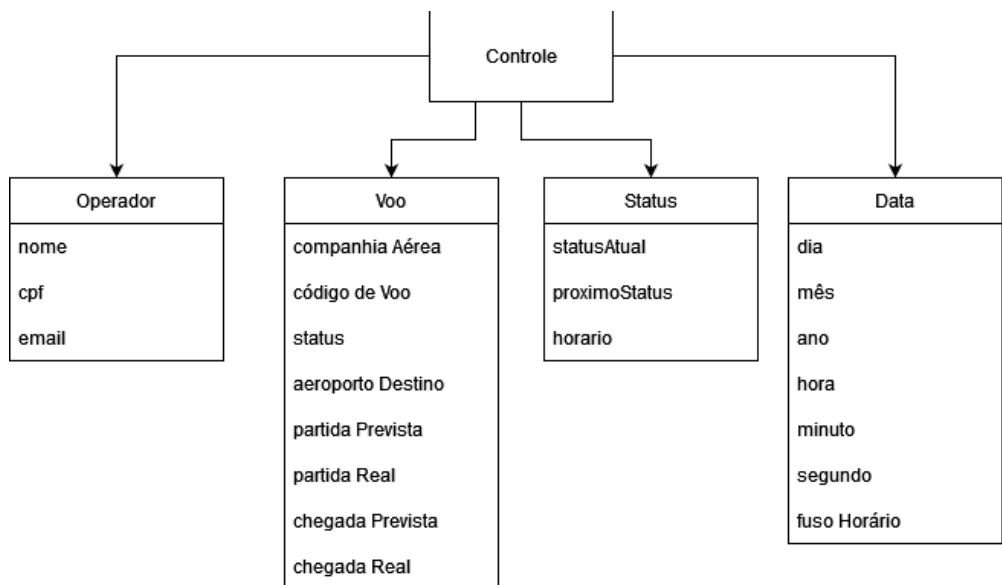 Controle
Operador
nome
cpf
email
Voo
companhia Aérea
código de Voo
status
aeroporto Destino
partida Prevista
partida Real
chegada Prevista
chegada Real
Status
statusAtual
proximoStatus
horario
Data
dia
mês
ano
hora
minuto
segundo
fuso Horário